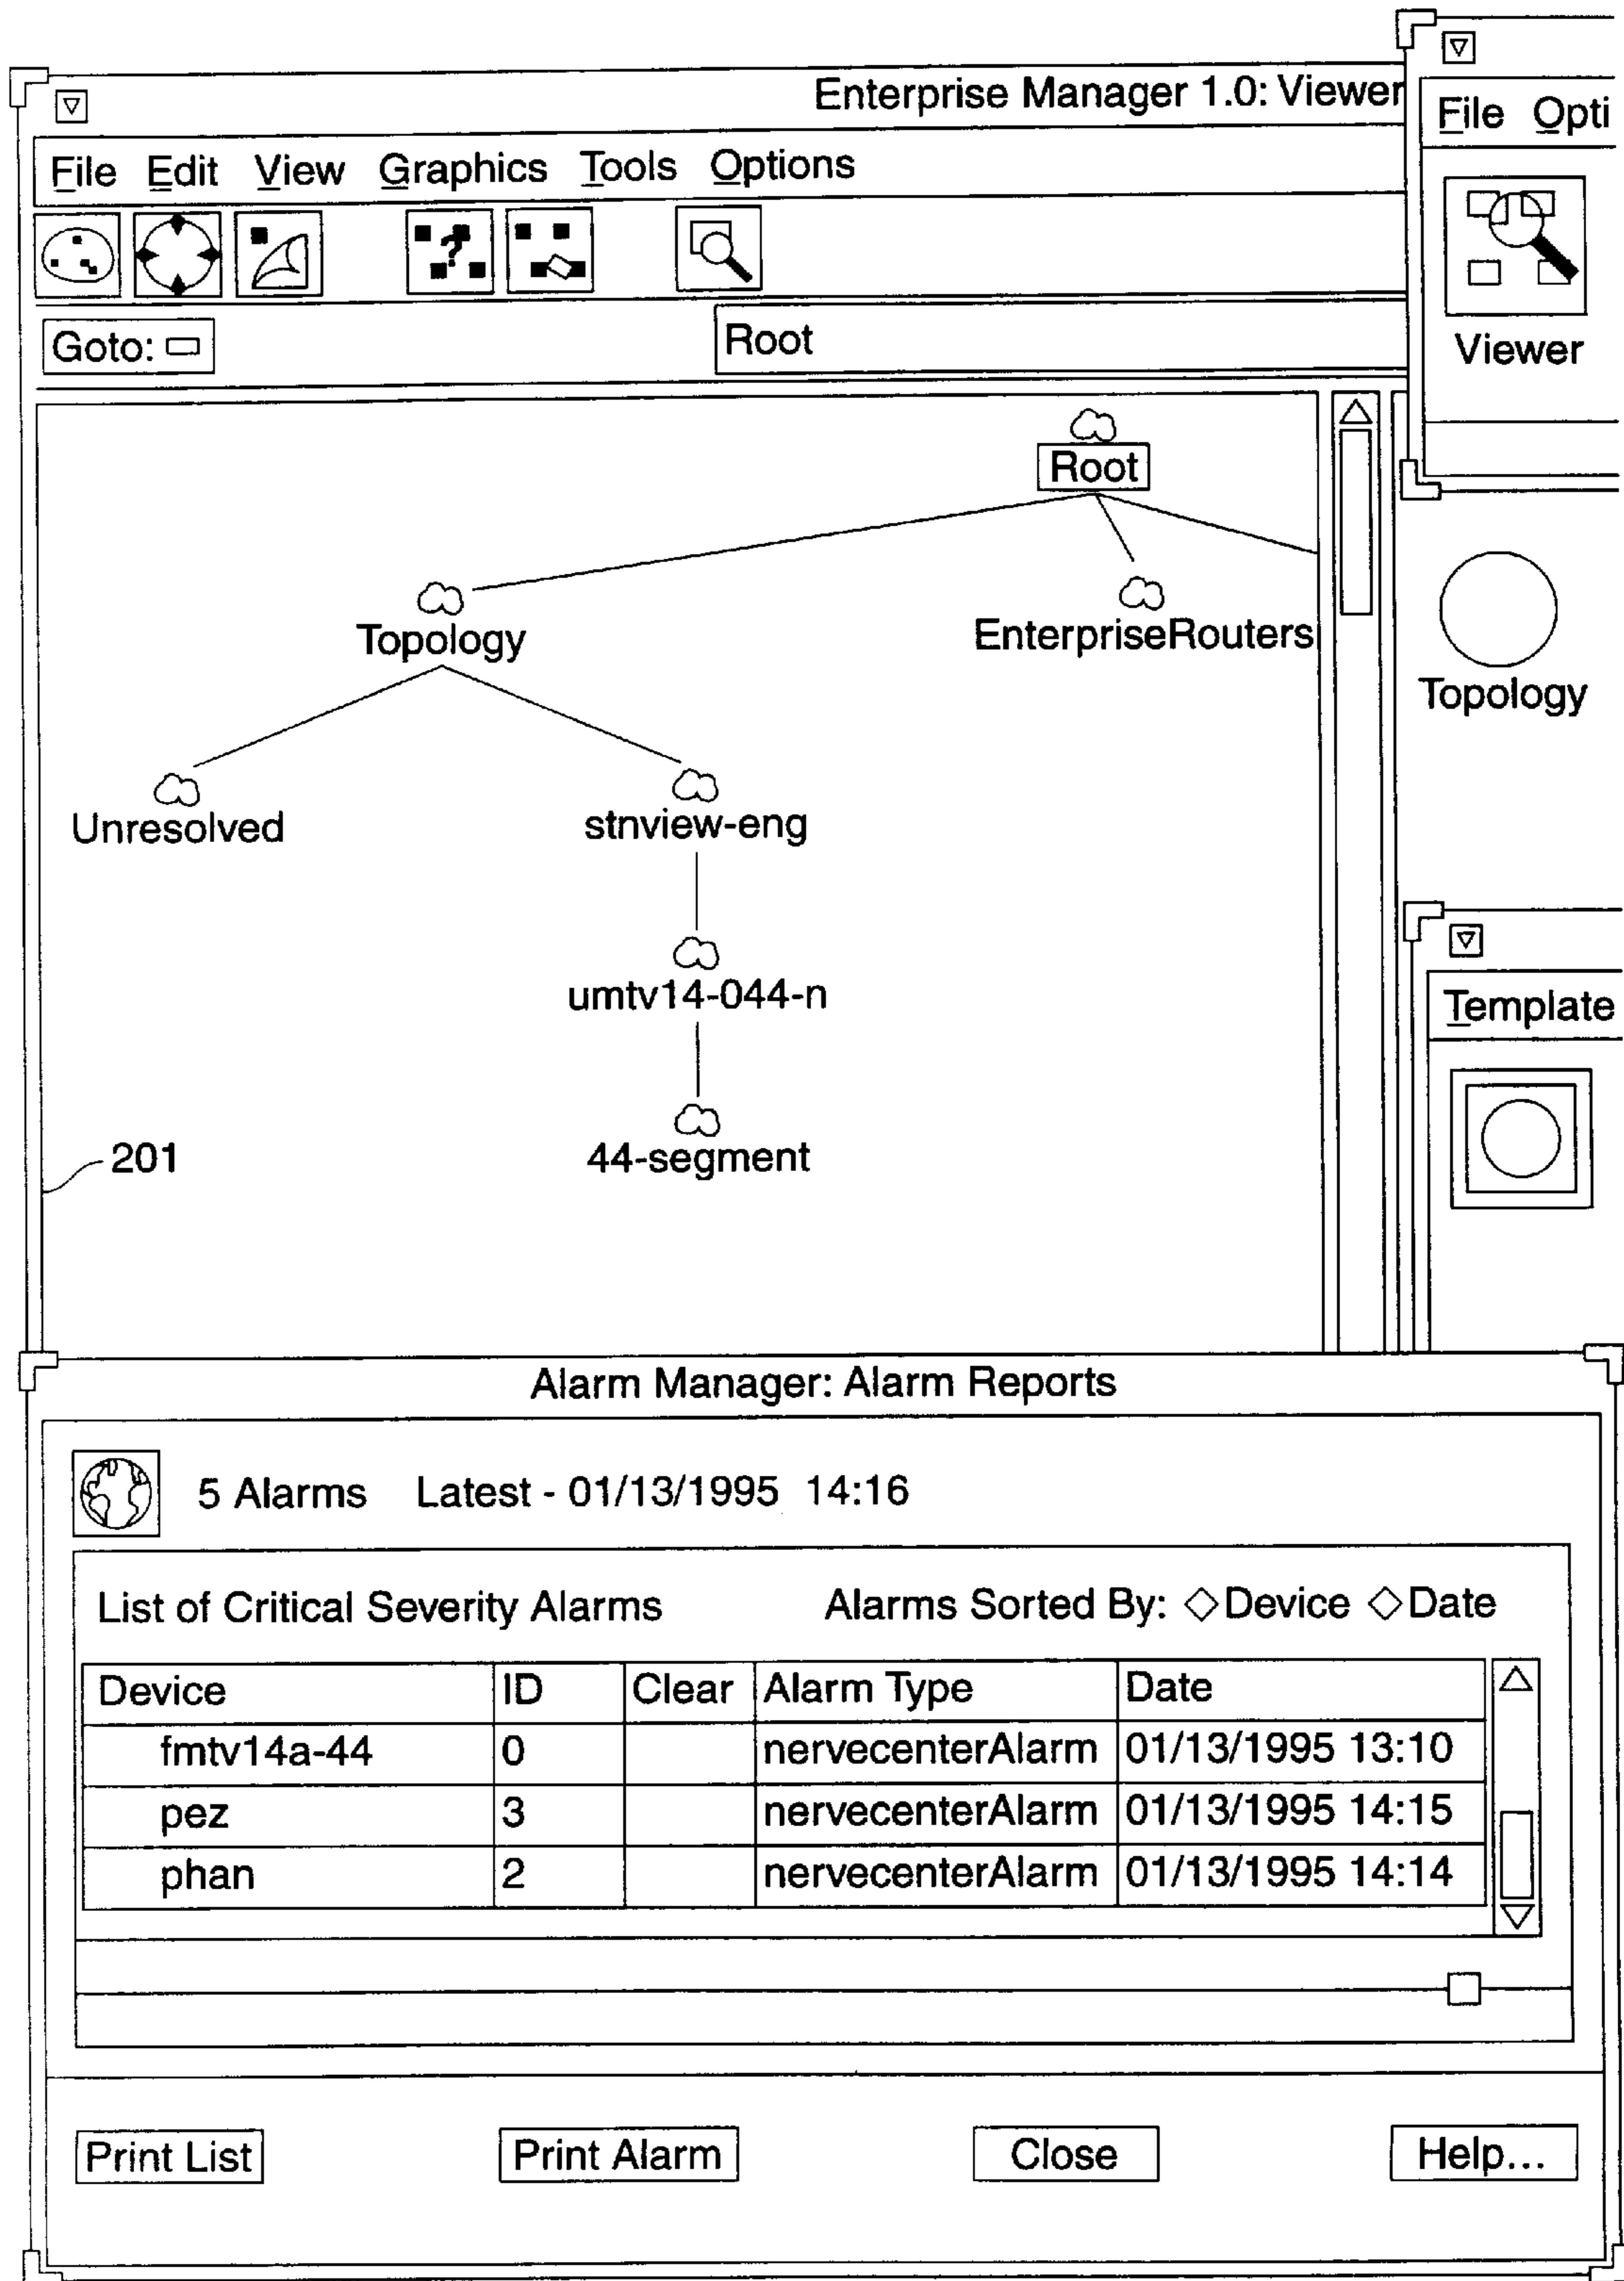 Enterprise Manager 1.0: Viewer
File Edit View Graphics Tools Options
Goto:
Root
File Opti
Viewer
Root
Topology
EnterpriseRouters
Unresolved
stnview-eng
umtv14-044-n
44-segment
201
Topology
Template
Alarm Manager: Alarm Reports
5 Alarms Latest - 01/13/1995 14:16
List of Critical Severity Alarms Alarms Sorted By: Device Date
Device ID Clear Alarm Type Date
fmtv14a-44 0 nervecenterAlarm 01/13/1995 13:10
pez 3 nervecenterAlarm 01/13/1995 14:15
phan 2 nervecenterAlarm 01/13/1995 14:14
Print List Print Alarm Close Help...